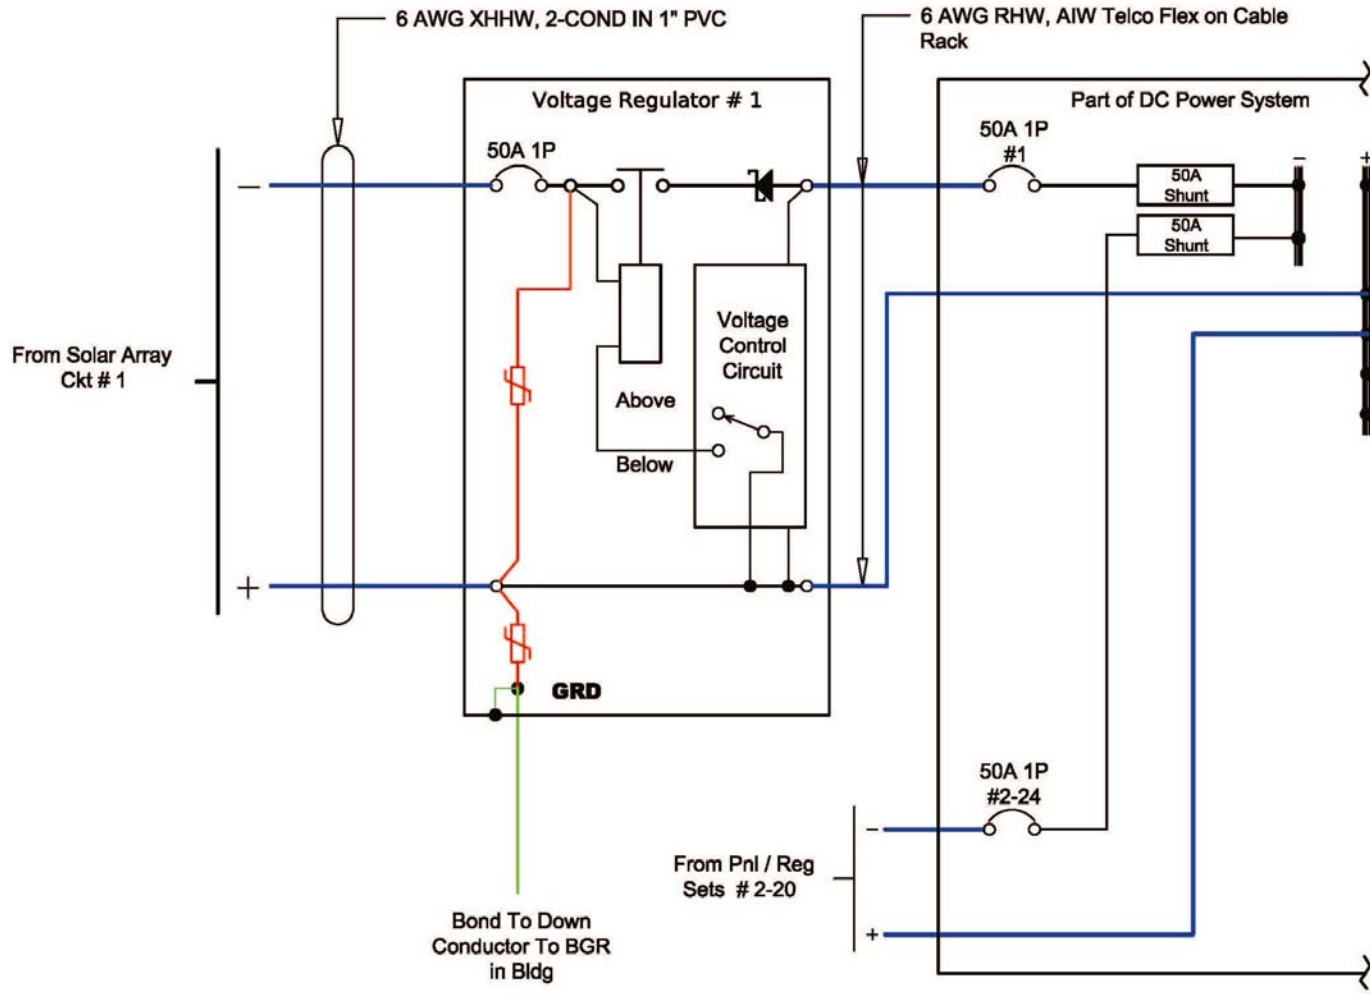 6 AWG XHHW, 2-COND IN 1" PVC
6 AWG RHW, AIW Telco Flex on Cable
Rack
Voltage Regulator # 1
Part of DC Power System
50A 1P
50A 1P
#1
50A
Shunt
50A
Shunt
−
−
+
From Solar Array
Ckt # 1
Voltage
Control
Circuit
Above
Below
+
GRD
50A 1P
#2-24
−
From Pnl / Reg
Sets # 2-20
+
Bond To Down
Conductor To BGR
in Bldg